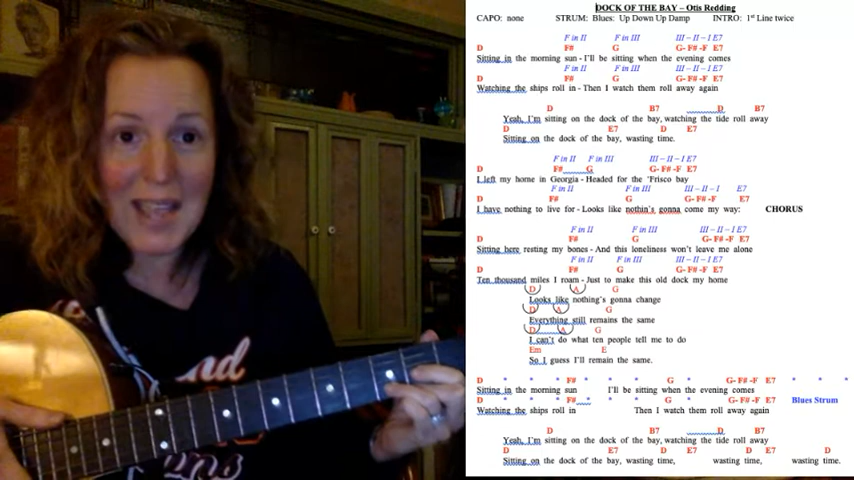 DOCK OF THE BAY – Otis Redding
CAPO: none STRUM: Blues: Up Down Up Damp INTRO: 1st Line twice
F in II F in III III – II – I E7
D F# G G- F# -F E7
Sitting in the morning sun - I'll be sitting when the evening comes
F in II F in III III – II – I E7
D F# G G- F# -F E7
Watching the ships roll in - Then I watch them roll away again
D B7 D B7
Yeah, I'm sitting on the dock of the bay, watching the tide roll away
D E7 D E7
Sitting on the dock of the bay, wasting time.
F in II F in III III – II – I E7
D F# G G- F# -F E7
I left my home in Georgia - Headed for the 'Frisco bay
F in II F in III III – II – I E7
D F# G G- F# -F E7
I have nothing to live for - Looks like nothin's gonna come my way: CHORUS
F in II F in III III – II – I E7
D F# G G- F# -F E7
Sitting here resting my bones - And this loneliness won't leave me alone
F in II F in III III – II – I E7
D F# G G- F# -F E7
Ten thousand miles I roam - Just to make this old dock my home
D A G
Looks like nothing's gonna change
D A G
Everything still remains the same
D A G
I can't do what ten people tell me to do
Em E
So I guess I'll remain the same.
D * * * F# * * * G * G- F# -F E7 * * *
Sitting in the morning sun I'll be sitting when the evening comes
D * * * F# * * * G * G- F# -F E7 Blues Strum
Watching the ships roll in Then I watch them roll away again
D B7 D B7
Yeah, I'm sitting on the dock of the bay, watching the tide roll away
D E7 D E7 D E7 D
Sitting on the dock of the bay, wasting time, wasting time, wasting time.